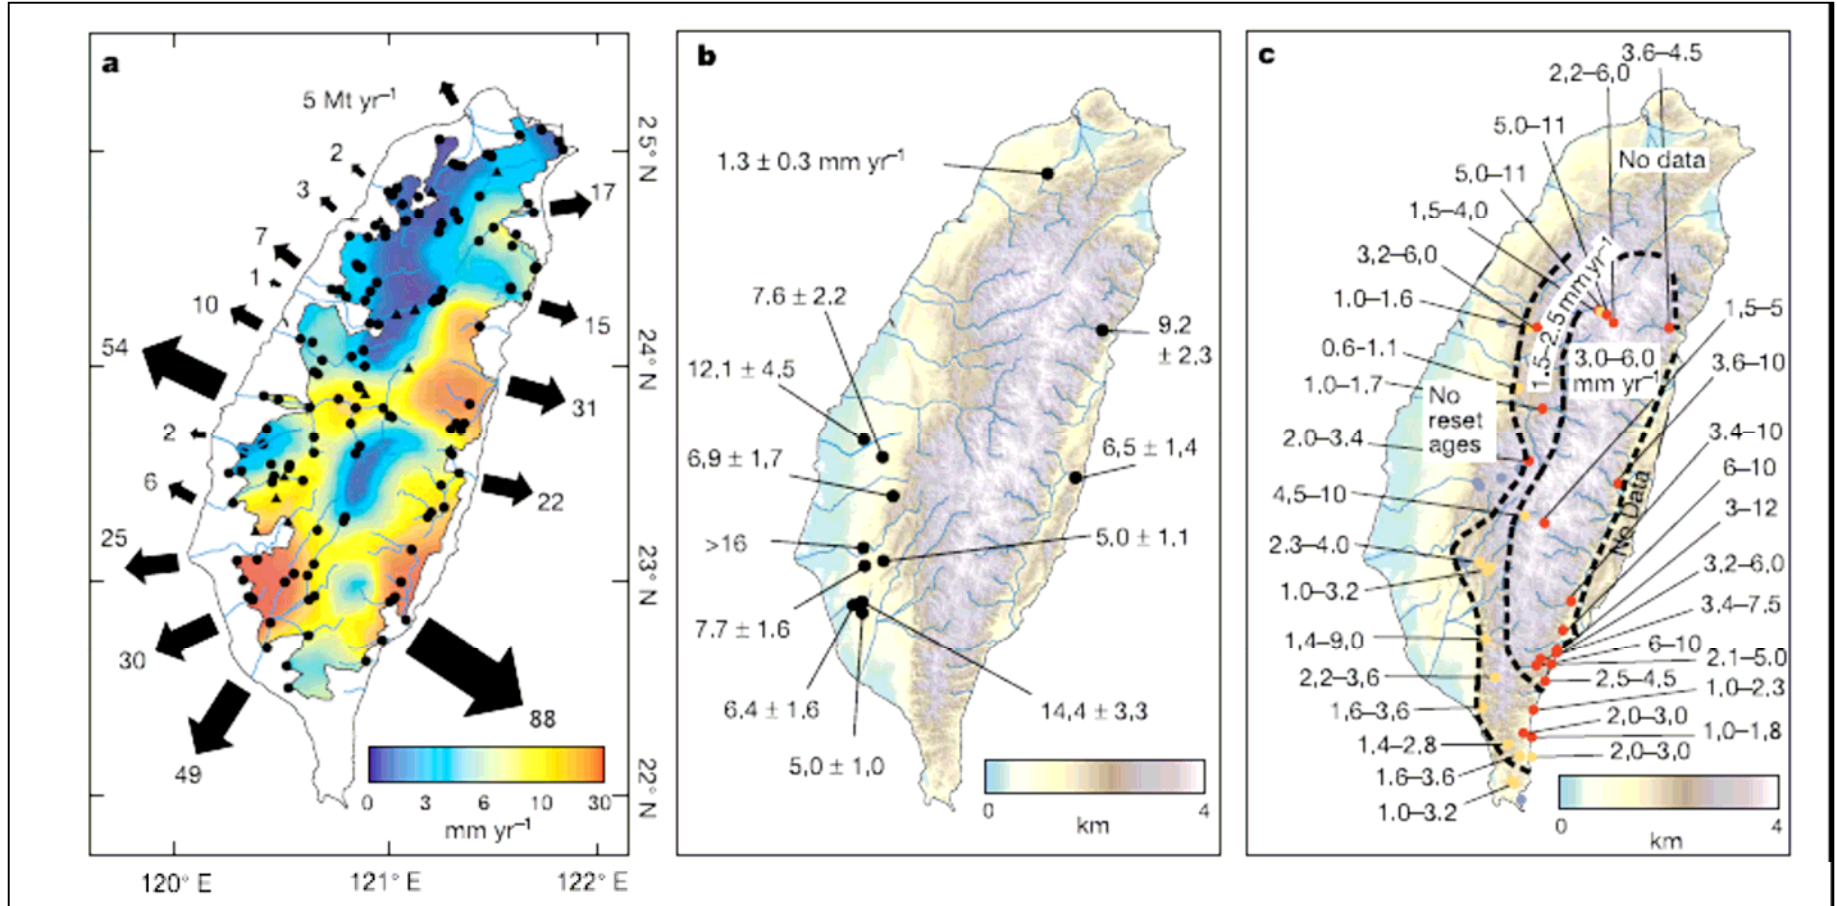 a
5 Mt yr⁻¹
2
3
7
1
10
54
2
6
25
30
49
17
15
31
22
88
0 3 6 10 30
mm yr⁻¹
120° E 121° E 122° E
25° N
24° N
23° N
22° N
b
1.3 ± 0.3 mm yr⁻¹
7.6 ± 2.2
12.1 ± 4.5
6,9 ± 1,7
>16
7.7 ± 1.6
6,4 ± 1.6
5,0 ± 1,0
14,4 ± 3,3
5.0 ± 1,1
6,5 ± 1,4
9.2
± 2,3
0 4
km
c
3.6–4.5
2,2–6,0
5.0–11
5,0–11
1,5–4,0
3,2–6,0
1.0–1.6
0.6–1.1
1.0–1.7
2.0–3.4
4,5–10
2.3–4.0
1.0–3.2
1,4–9.0
2,2–3,6
1,6–3,6
1.4–2.8
1.6–3.6
1.0–3.2
No data
1.5–2.5 mm yr⁻¹
3.0–6.0
mm yr⁻¹
No
reset
ages
No Data
1,5–5
3.6–10
3.4–10
6–10
3–12
3.2–6.0
3.4–7.5
6–10
2.1–5.0
2.5–4.5
1.0–2.3
2,0–3,0
1,0–1,8
2,0–3,0
0 4
km